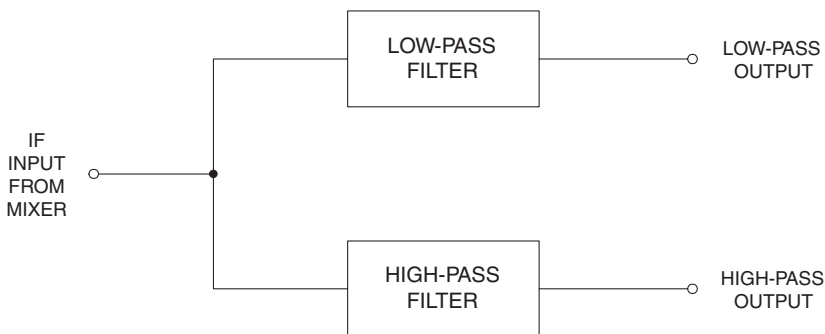 LOW-PASS
FILTER
LOW-PASS
OUTPUT
IF
INPUT
FROM
MIXER
HIGH-PASS
FILTER
HIGH-PASS
OUTPUT